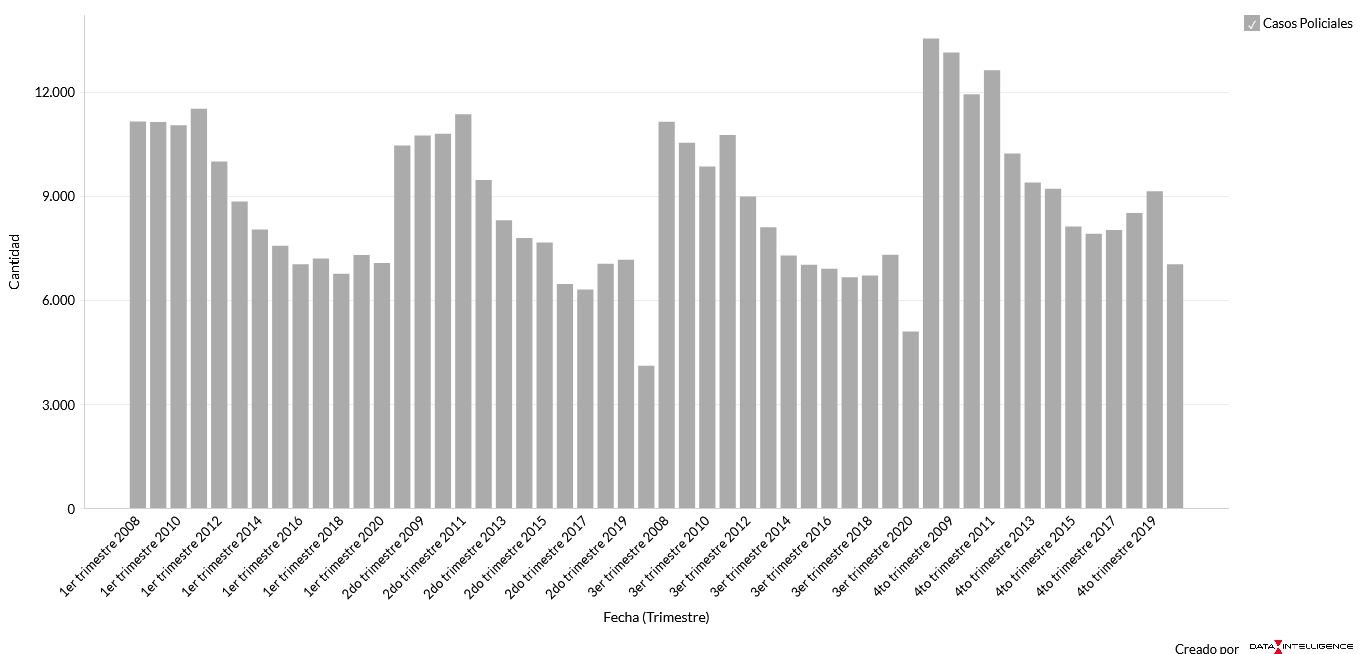 Casos Policiales
12.000
9.000
6.000
3.000
0
Cantidad
1er trimestre 2008
1er trimestre 2010
1er trimestre 2012
1er trimestre 2014
1er trimestre 2016
1er trimestre 2018
1er trimestre 2020
2do trimestre 2009
2do trimestre 2011
2do trimestre 2013
2do trimestre 2015
2do trimestre 2017
2do trimestre 2019
3er trimestre 2008
3er trimestre 2010
3er trimestre 2012
3er trimestre 2014
3er trimestre 2016
3er trimestre 2018
3er trimestre 2020
4to trimestre 2009
4to trimestre 2011
4to trimestre 2013
4to trimestre 2015
4to trimestre 2017
4to trimestre 2019
Fecha (Trimestre)
Creado por DATA INTELLIGENCE